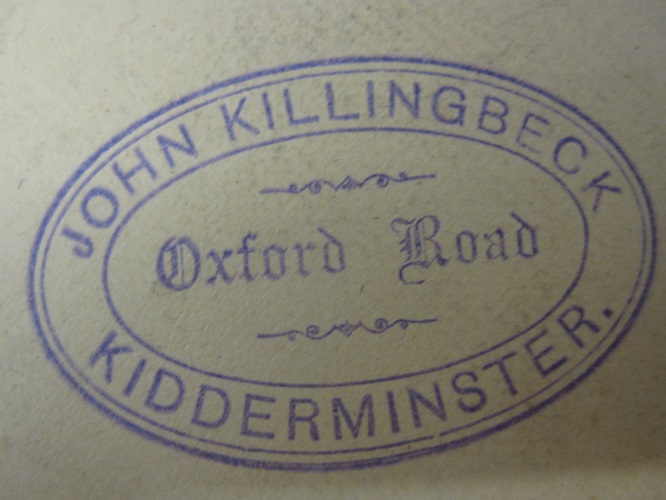 JOHN KILLINGBECK
Oxford Road
KIDDERMINSTER.